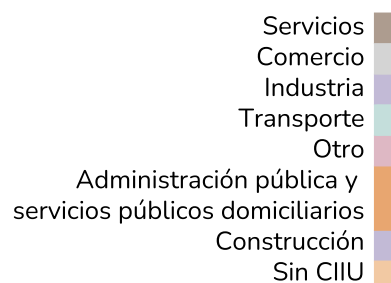 Servicios
Comercio
Industria
Transporte
Otro
Administración pública y
servicios públicos domiciliarios
Construcción
Sin CIIU